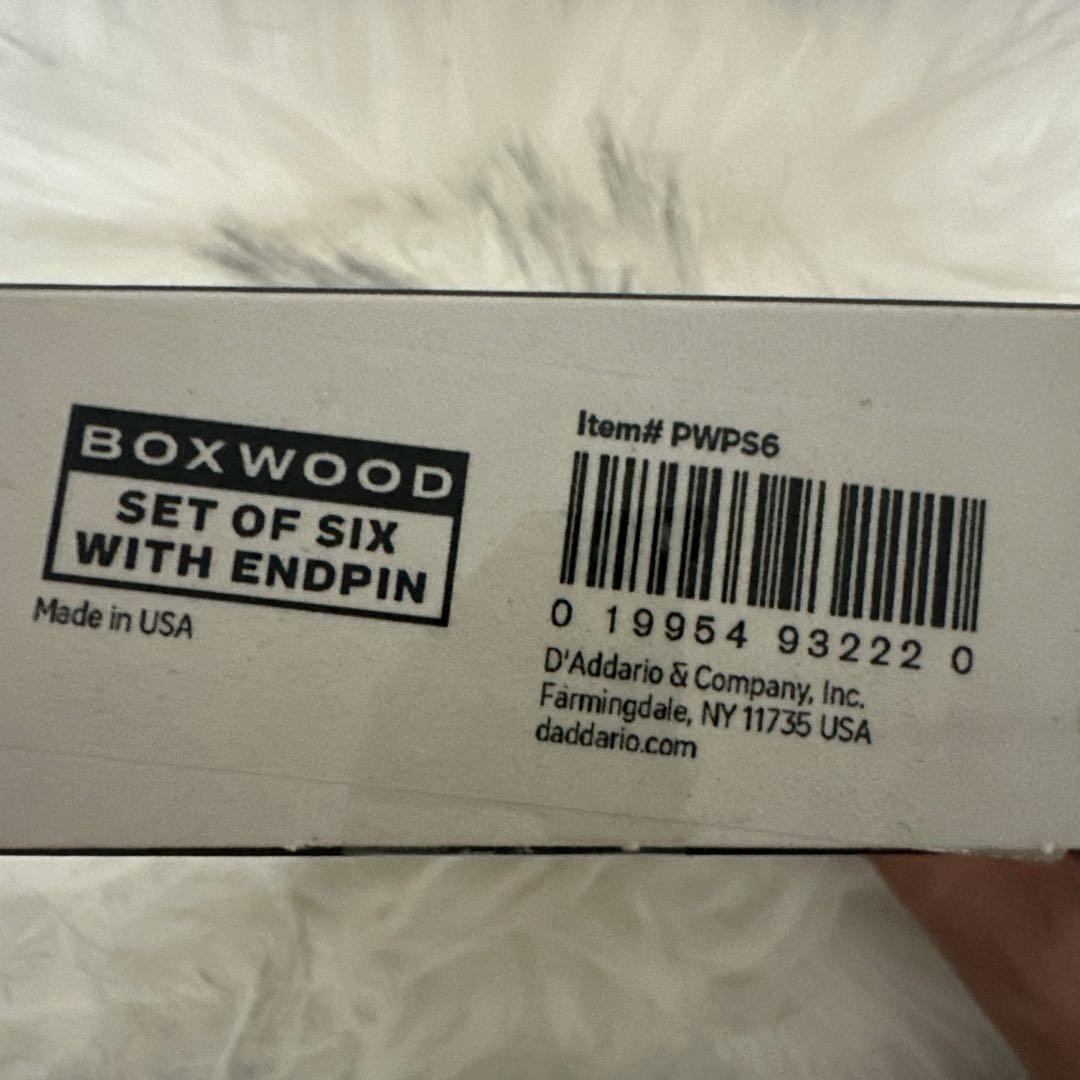 BOXWOOD
SET OF SIX
WITH ENDPIN
Made in USA
Item# PWPS6
0 19954 93222 0
D'Addario & Company, Inc.
Farmingdale, NY 11735 USA
daddario.com